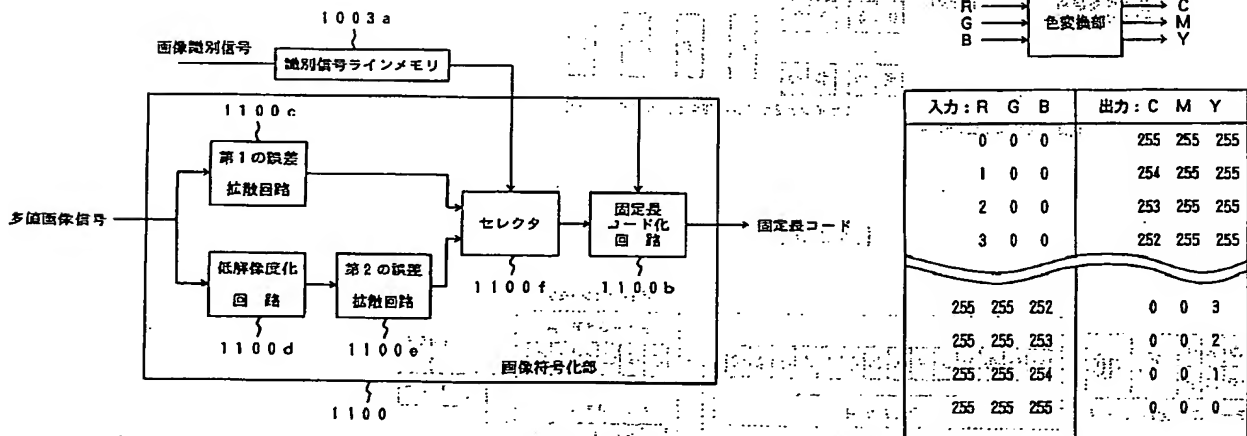 1003a
画像識別信号
識別信号ラインメモリ
1100c
第1の誤差
拡散回路
多値画像信号
セレクタ
固定長
コード化
回路
固定長コード
低解像度化
回路
第2の誤差
拡散回路
1100f
1100b
1100d
1100e
画像符号化部
1100
R C
G 色変換部 M
B Y
入力:R G B 出力:C M Y
0 0 0 255 255 255
1 0 0 254 255 255
2 0 0 253 255 255
3 0 0 252 255 255
255 255 252 0 0 3
255 255 253 0 0 2
255 255 254 0 0 1
255 255 255 0 0 0